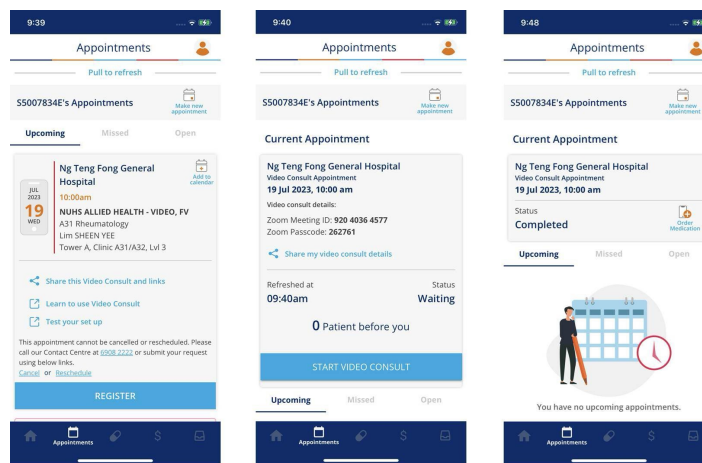 9:39
Appointments
Pull to refresh
S5007834E's Appointments
Make new
appointment
Upcoming Missed Open
JUL
2023
19
WED
Ng Teng Fong General
Hospital
Add to
calendar
10:00am
NUHS ALLIED HEALTH - VIDEO, FV
A31 Rheumatology
Lim SHEEN YEE
Tower A, Clinic A31/A32, Lvl 3
Share this Video Consult and links
Learn to use Video Consult
Test your set up
This appointment cannot be cancelled or rescheduled. Please
call our Contact Centre at 6908 2222 or submit your request
using below links.
Cancel or Reschedule
REGISTER
Appointments
$
9:40
Appointments
Pull to refresh
S5007834E's Appointments
Make new
appointment
Current Appointment
Ng Teng Fong General Hospital
Video Consult Appointment
19 Jul 2023, 10:00 am
Video consult details:
Zoom Meeting ID: 920 4036 4577
Zoom Passcode: 262761
Share my video consult details
Refreshed at Status
09:40am Waiting
0 Patient before you
START VIDEO CONSULT
Upcoming Missed Open
Appointments
$
9:48
Appointments
Pull to refresh
S5007834E's Appointments
Make new
appointment
Current Appointment
Ng Teng Fong General Hospital
Video Consult Appointment
19 Jul 2023, 10:00 am
Status
Completed
Order
Medication
Upcoming Missed Open
You have no upcoming appointments.
Appointments
$